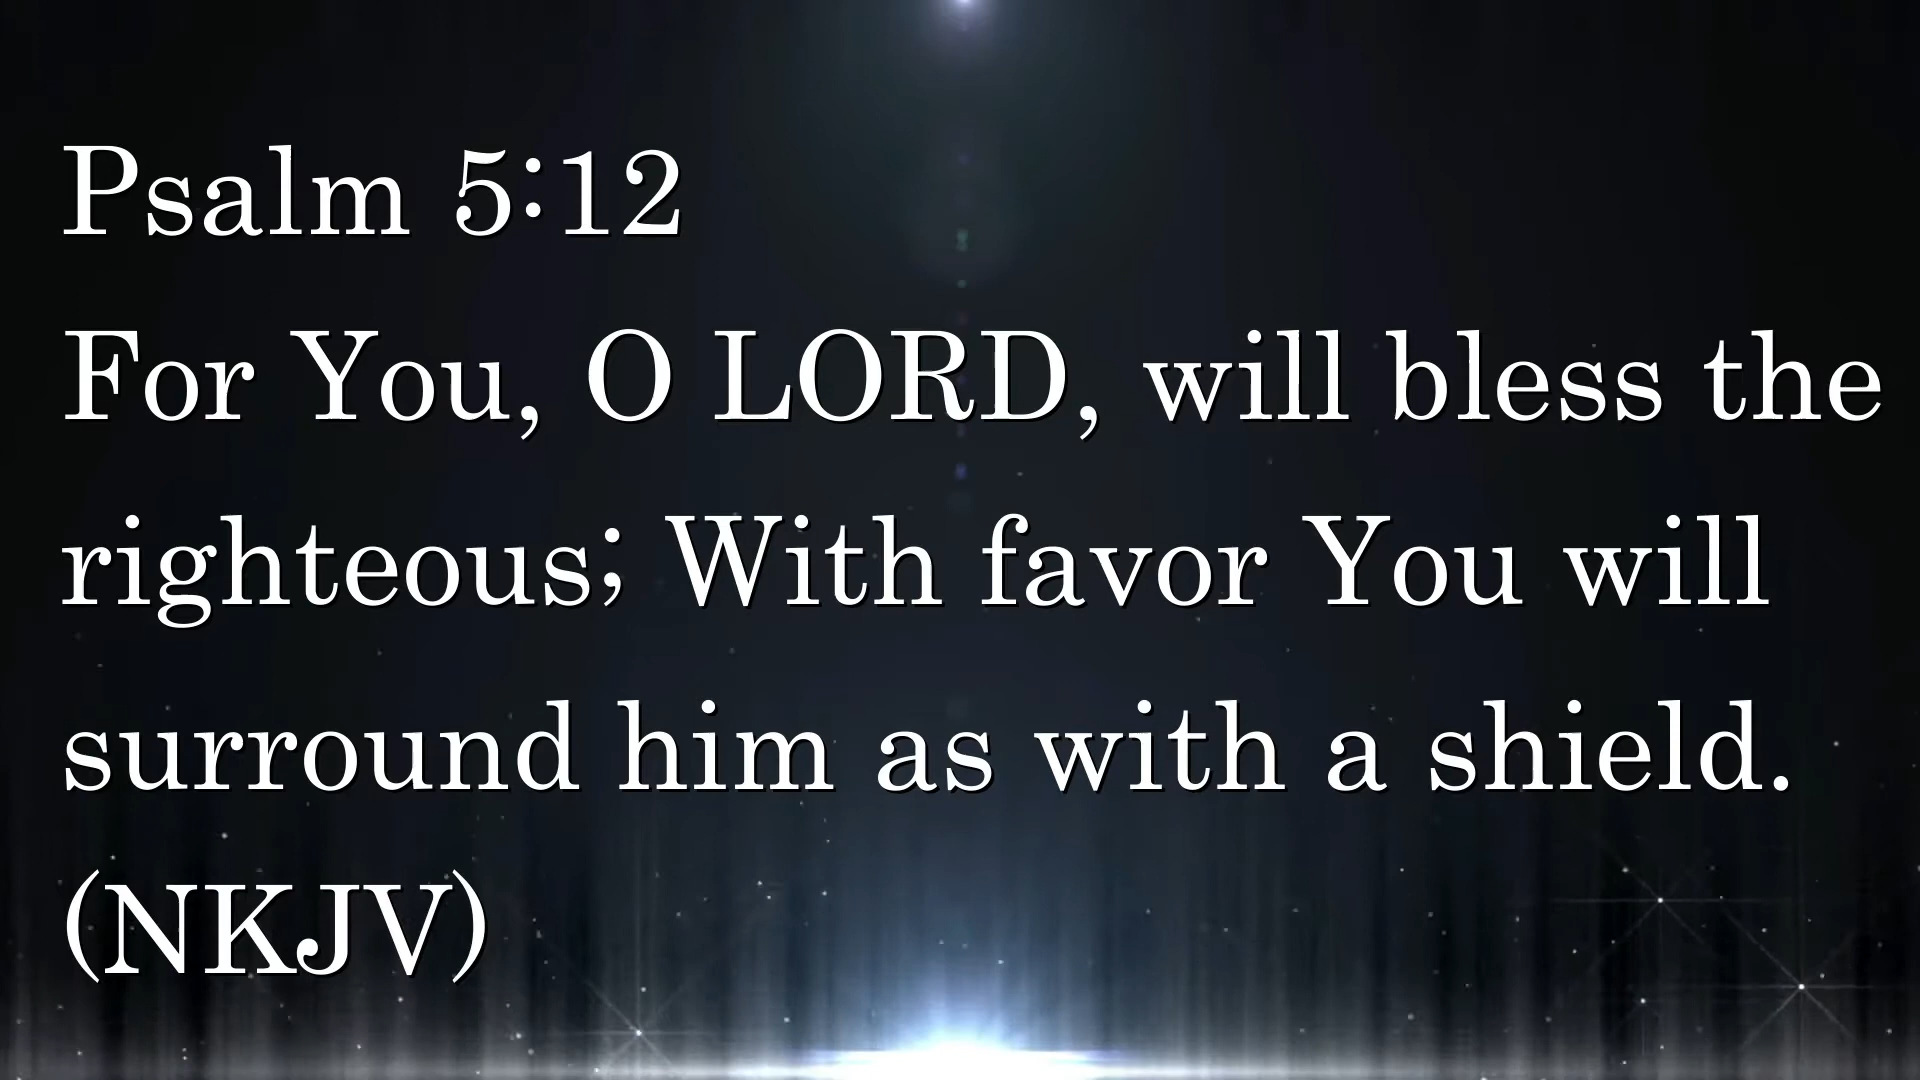 Psalm 5:12
For You, O LORD, will bless the
righteous; With favor You will
surround him as with a shield.
(NKJV)